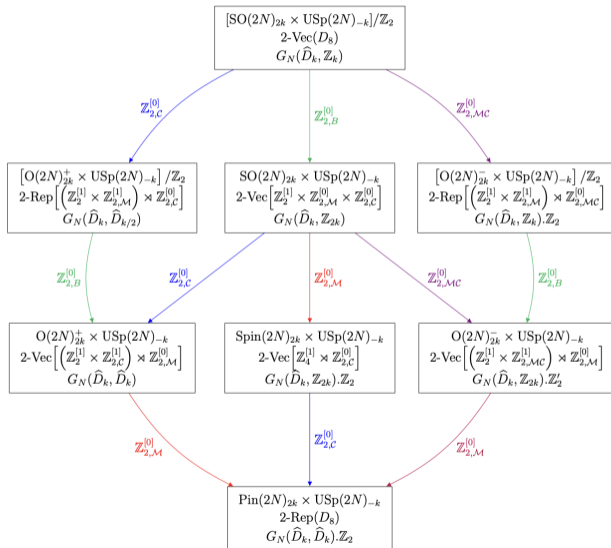 [SO(2N)_{2k} × USp(2N)_{-k}]/ℤ_2
2-Vec(D_8)
G_N(D̂_k, ℤ_k)
ℤ_{2,𝒞}^{[0]}
ℤ_{2,B}^{[0]}
ℤ_{2,ℳ𝒞}^{[0]}
[O(2N)^+_{2k} × USp(2N)_{-k}] /ℤ_2
2-Rep[(ℤ_2^{[1]} × ℤ_{2,ℳ}^{[1]}) ⋊ ℤ_{2,𝒞}^{[0]}]
G_N(D̂_k, D̂_{k/2})
SO(2N)_{2k} × USp(2N)_{-k}
2-Vec[ℤ_2^{[1]} × ℤ_{2,ℳ}^{[0]} × ℤ_{2,𝒞}^{[0]}]
G_N(D̂_k, ℤ_{2k})
[O(2N)^-_{2k} × USp(2N)_{-k}] /ℤ_2
2-Rep[(ℤ_2^{[1]} × ℤ_{2,ℳ}^{[1]}) ⋊ ℤ_{2,𝒞}^{[0]}]
G_N(D̂_k, ℤ_k).ℤ_2
ℤ_{2,B}^{[0]}
ℤ_{2,𝒞}^{[0]}
ℤ_{2,ℳ}^{[0]}
ℤ_{2,ℳ𝒞}^{[0]}
ℤ_{2,B}^{[0]}
O(2N)^+_{2k} × USp(2N)_{-k}
2-Vec[(ℤ_2^{[1]} × ℤ_{2,𝒞}^{[1]}) ⋊ ℤ_{2,ℳ}^{[0]}]
G_N(D̂_k, D̂_k)
Spin(2N)_{2k} × USp(2N)_{-k}
2-Vec[ℤ_4^{[1]} ⋊ ℤ_{2,𝒞}^{[0]}]
G_N(D̂_k, ℤ_{2k}).ℤ_2
O(2N)^-_{2k} × USp(2N)_{-k}
2-Vec[(ℤ_2^{[1]} × ℤ_{2,ℳ𝒞}^{[1]}) ⋊ ℤ_{2,ℳ}^{[0]}]
G_N(D̂_k, ℤ_{2k}).ℤ_2′
ℤ_{2,ℳ}^{[0]}
ℤ_{2,𝒞}^{[0]}
ℤ_{2,ℳ}^{[0]}
Pin(2N)_{2k} × USp(2N)_{-k}
2-Rep(D_8)
G_N(D̂_k, D̂_k).ℤ_2